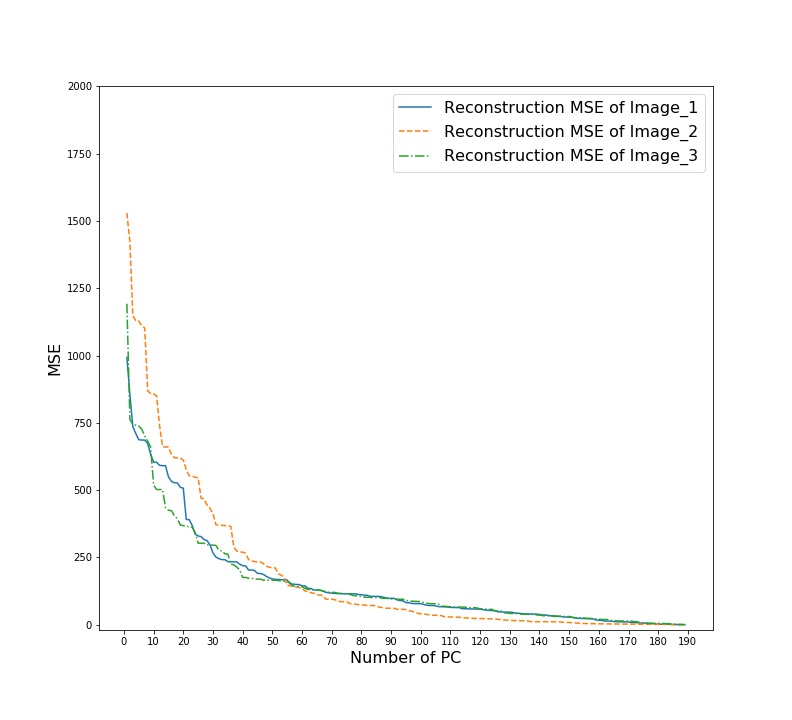 2000
1750
1500
1250
1000
750
500
250
0
MSE
Reconstruction MSE of Image_1
Reconstruction MSE of Image_2
Reconstruction MSE of Image_3
0 10 20 30 40 50 60 70 80 90 100 110 120 130 140 150 160 170 180 190
Number of PC